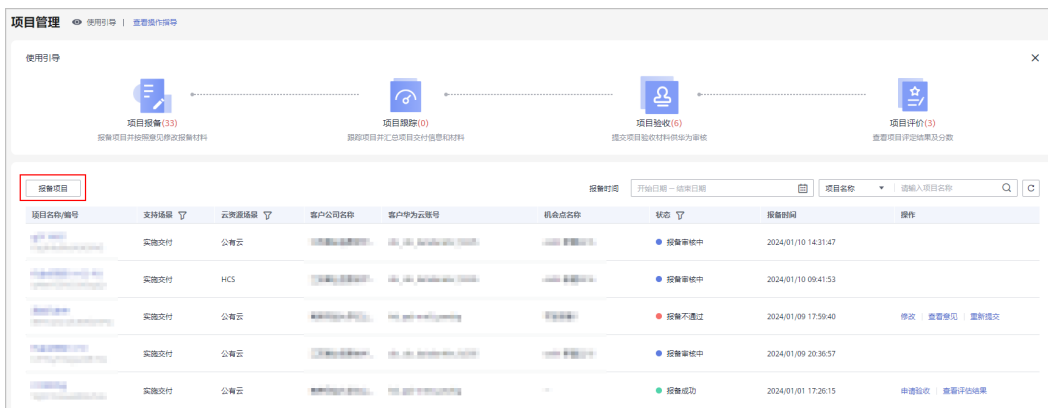 项目管理 使用引导 | 查看操作指导
使用引导
项目报备(33) 项目跟踪(0) 项目验收(6) 项目评价(3)
报备项目并按照意见修改报备材料 跟踪项目并汇总项目交付信息和材料 提交项目验收材料供华为审核 查看项目评定结果及分数
报备项目 报备时间 开始日期 – 结束日期 项目名称 请输入项目名称
项目名称/编号 支持场景 云资源场景 客户公司名称 客户华为云账号 机会点名称 状态 报备时间 操作
实施交付 公有云 报备审核中 2024/01/10 14:31:47
实施交付 HCS 报备审核中 2024/01/10 09:41:53
实施交付 公有云 报备不通过 2024/01/09 17:59:40 修改 | 查看意见 | 重新提交
实施交付 公有云 报备审核中 2024/01/09 20:36:57
实施交付 公有云 报备成功 2024/01/01 17:26:15 申请验收 | 查看评估结果